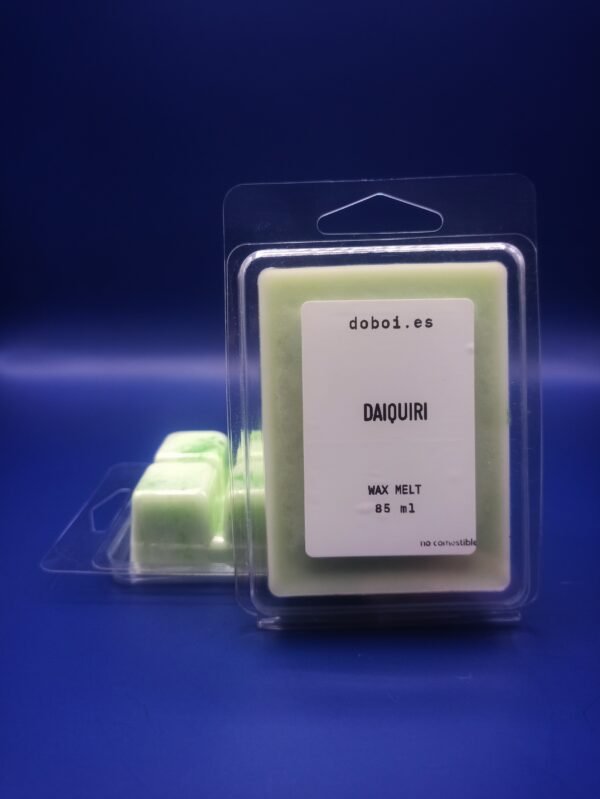 doboi.es
DAIQUIRI
WAX MELT
85 ml
no comestible